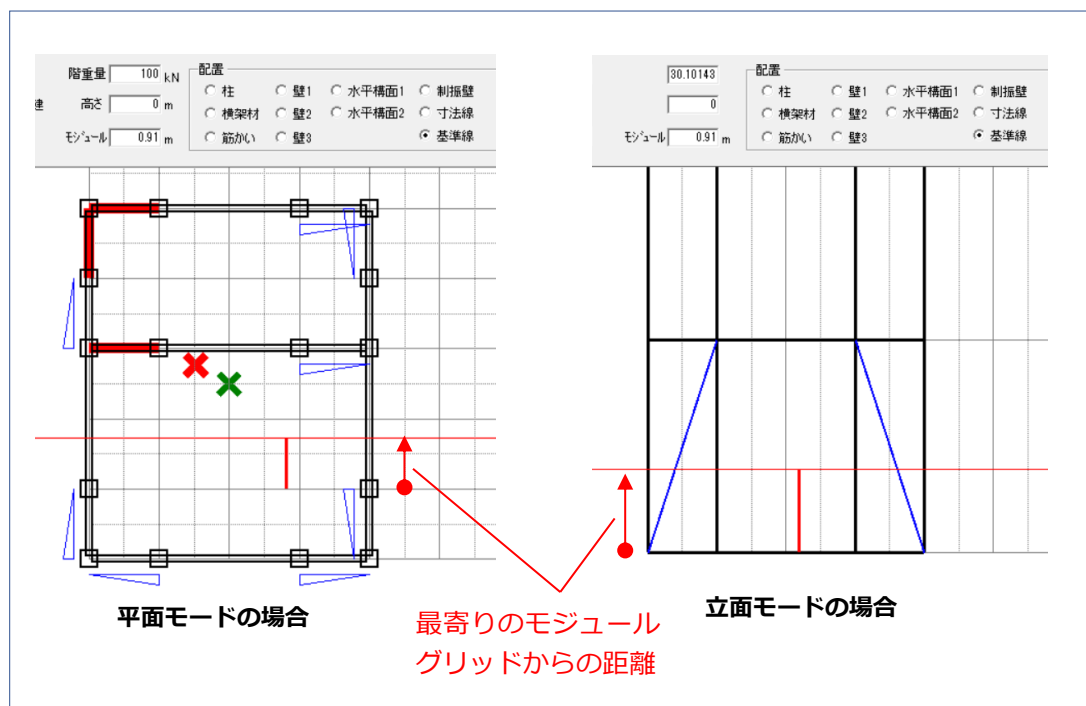 階重量 100 kN
高さ 0 m
モジュール 0.91 m
配置
柱 壁1 水平構面1 制振壁
横架材 壁2 水平構面2 寸法線
筋かい 壁3 基準線
30.10143
0
モジュール 0.91 m
配置
柱 壁1 水平構面1 制振壁
横架材 壁2 水平構面2 寸法線
筋かい 壁3 基準線
平面モードの場合
立面モードの場合
最寄りのモジュール
グリッドからの距離